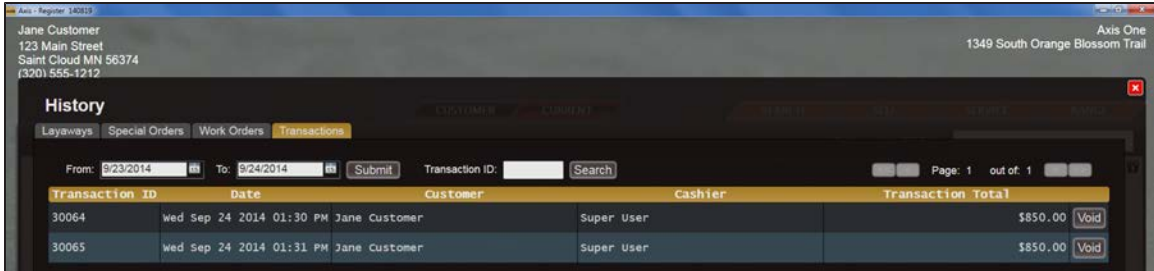 Axis - Register 140819
Jane Customer
123 Main Street
Saint Cloud MN 56374
(320) 555-1212
Axis One
1349 South Orange Blossom Trail
History
CUSTOMER CURRENT
Layaways Special Orders Work Orders Transactions
From: 9/23/2014 To: 9/24/2014 Submit Transaction ID: Search Page: 1 out of: 1
Transaction ID Date Customer Cashier Transaction Total
30064 Wed Sep 24 2014 01:30 PM Jane Customer Super User $850.00 Void
30065 Wed Sep 24 2014 01:31 PM Jane Customer Super User $850.00 Void